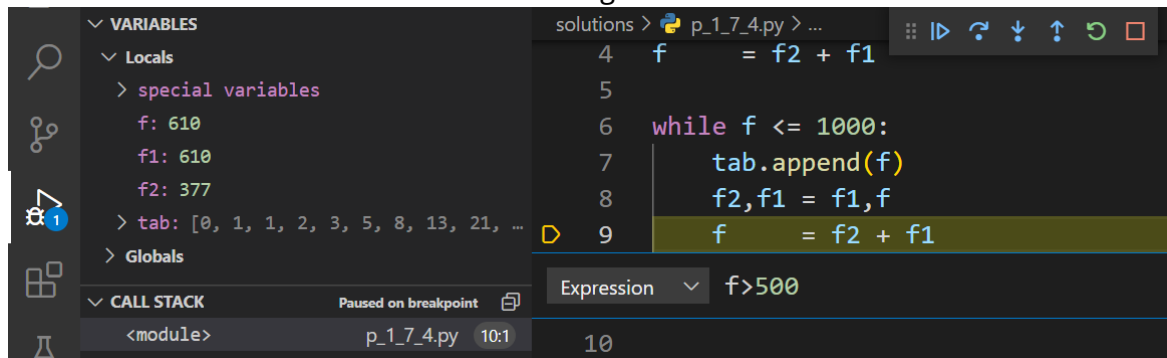 VARIABLES
Locals
special variables
f: 610
f1: 610
f2: 377
tab: [0, 1, 1, 2, 3, 5, 8, 13, 21, …
Globals
CALL STACK Paused on breakpoint
<module> p_1_7_4.py 10:1
1
solutions > p_1_7_4.py > ...
4 f     = f2 + f1
5
6 while f <= 1000:
7     tab.append(f)
8     f2,f1 = f1,f
9     f     = f2 + f1
Expression f>500
10